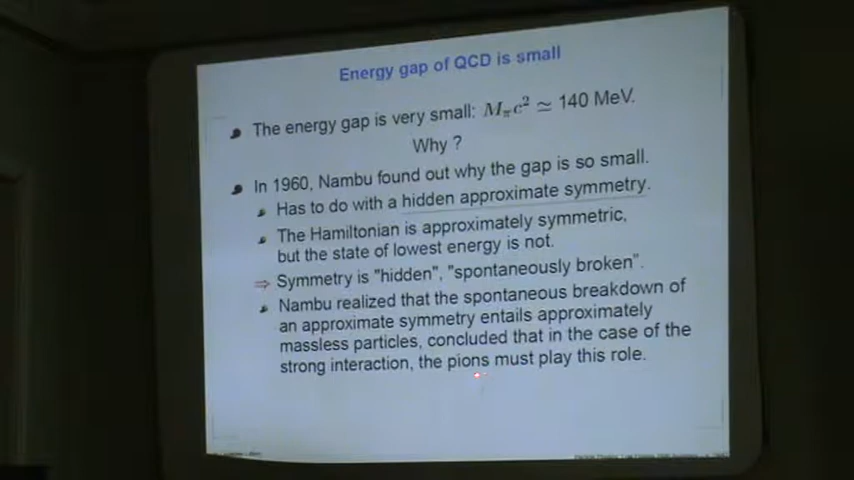 Energy gap of QCD is small
The energy gap is very small: M_π c² ≃ 140 MeV.
Why ?
In 1960, Nambu found out why the gap is so small.
Has to do with a hidden approximate symmetry.
The Hamiltonian is approximately symmetric,
but the state of lowest energy is not.
⇒ Symmetry is "hidden", "spontaneously broken".
Nambu realized that the spontaneous breakdown of
an approximate symmetry entails approximately
massless particles, concluded that in the case of the
strong interaction, the pions must play this role.